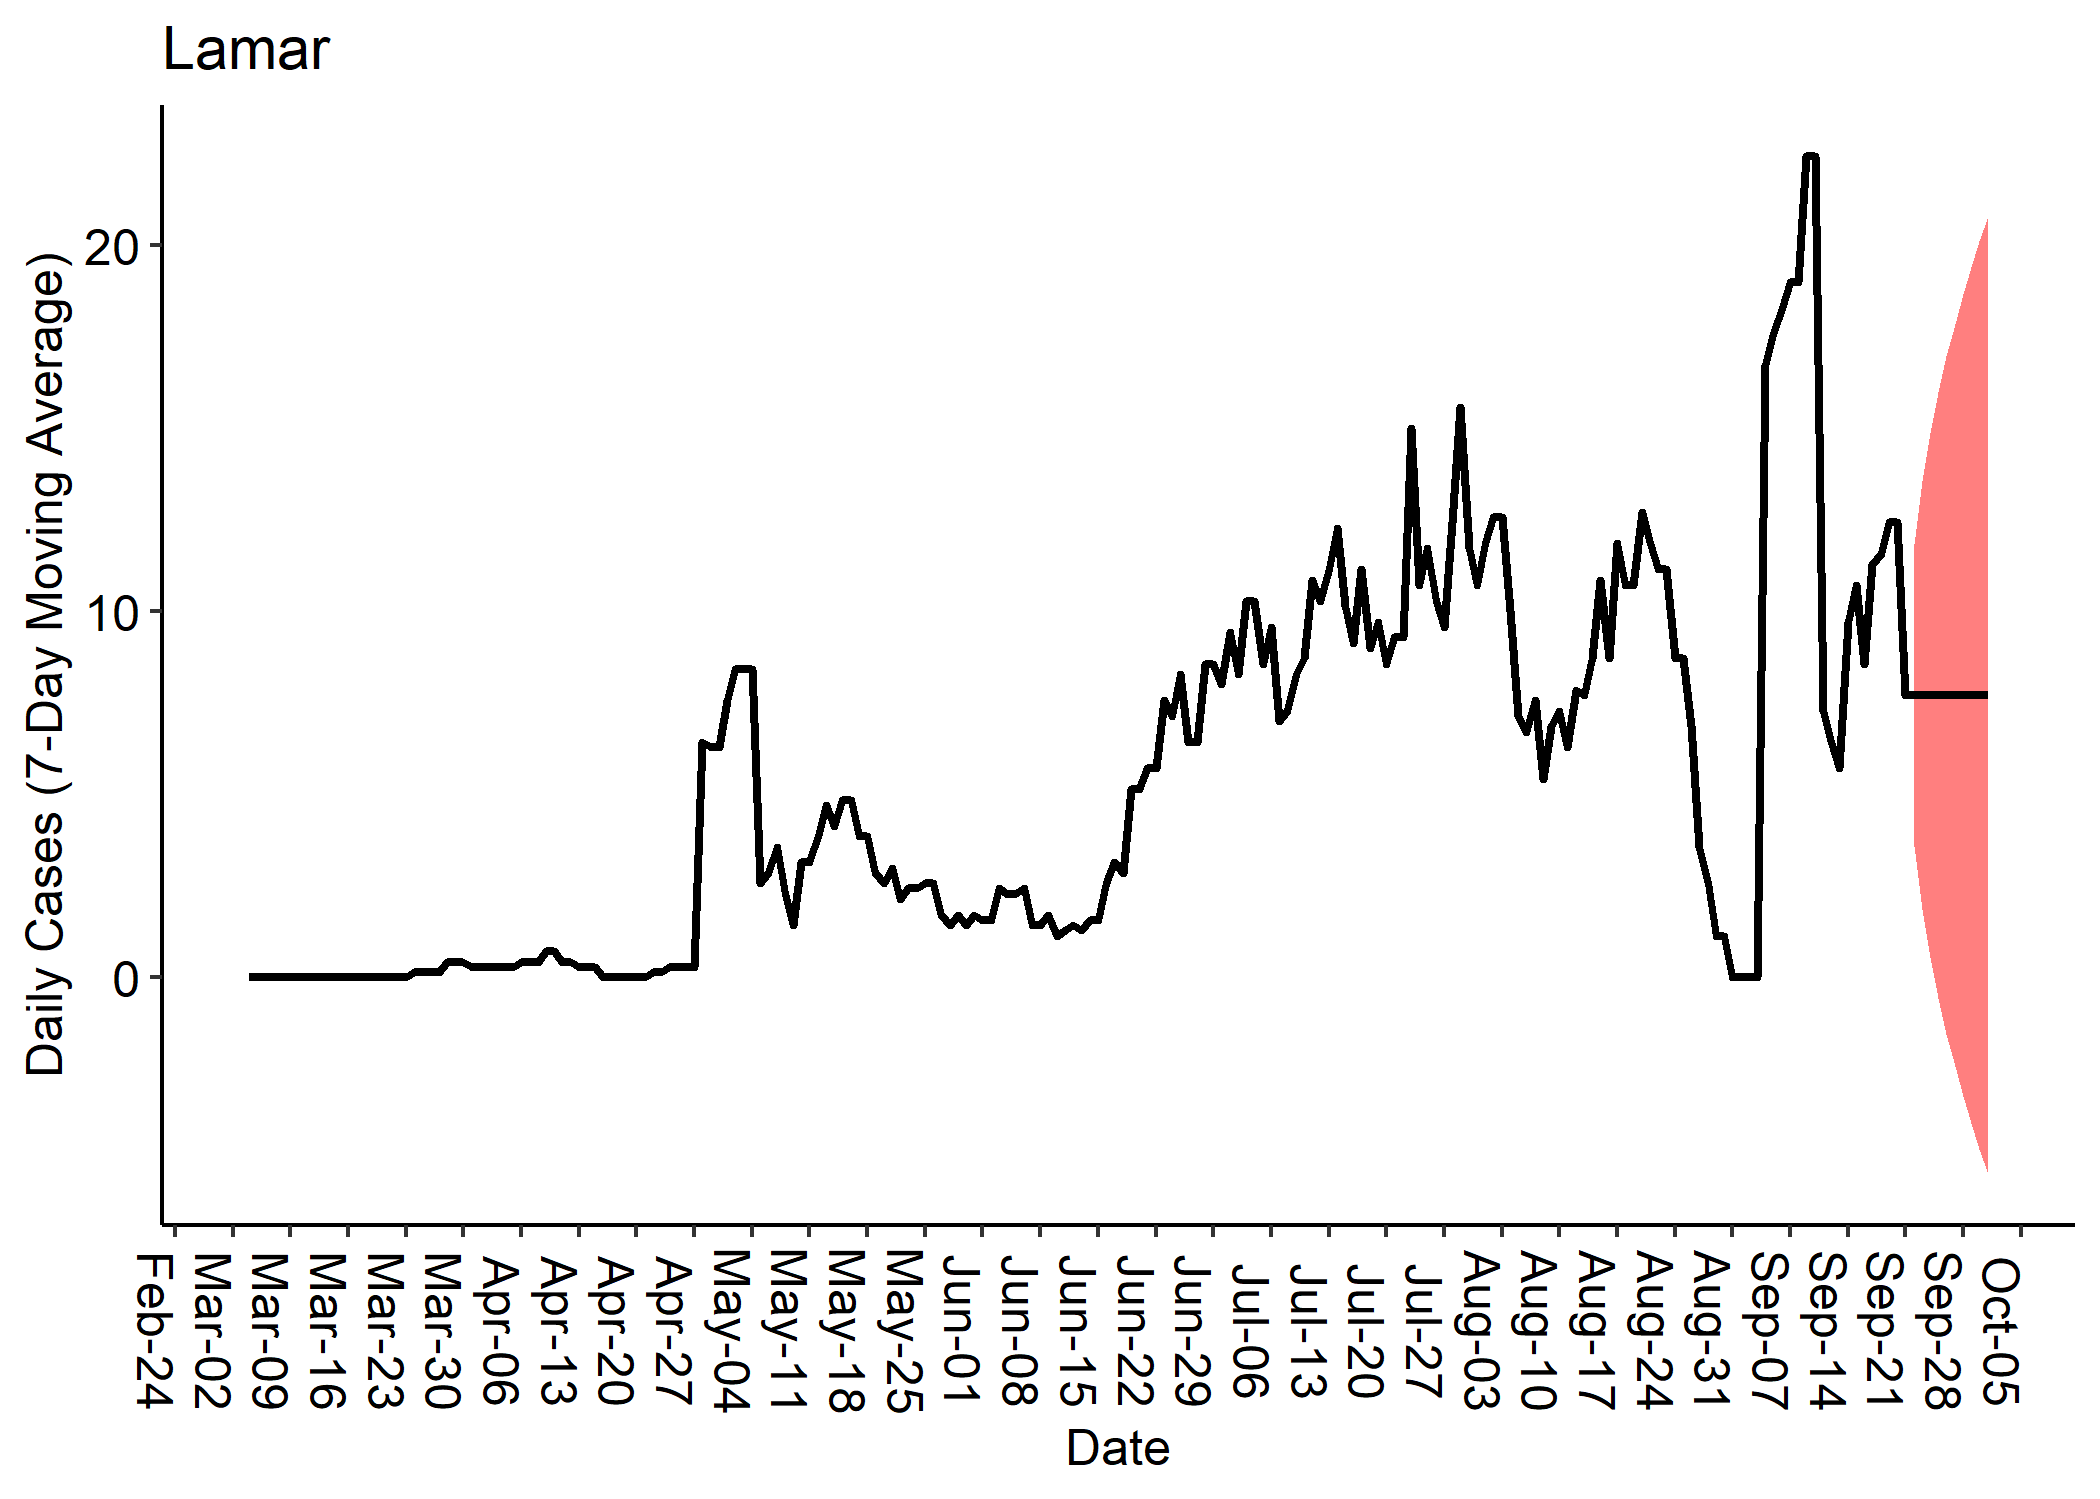 Lamar
Daily Cases (7-Day Moving Average)
20
10
0
Feb-24
Mar-02
Mar-09
Mar-16
Mar-23
Mar-30
Apr-06
Apr-13
Apr-20
Apr-27
May-04
May-11
May-18
May-25
Jun-01
Jun-08
Jun-15
Jun-22
Jun-29
Jul-06
Jul-13
Jul-20
Jul-27
Aug-03
Aug-10
Aug-17
Aug-24
Aug-31
Sep-07
Sep-14
Sep-21
Sep-28
Oct-05
Date